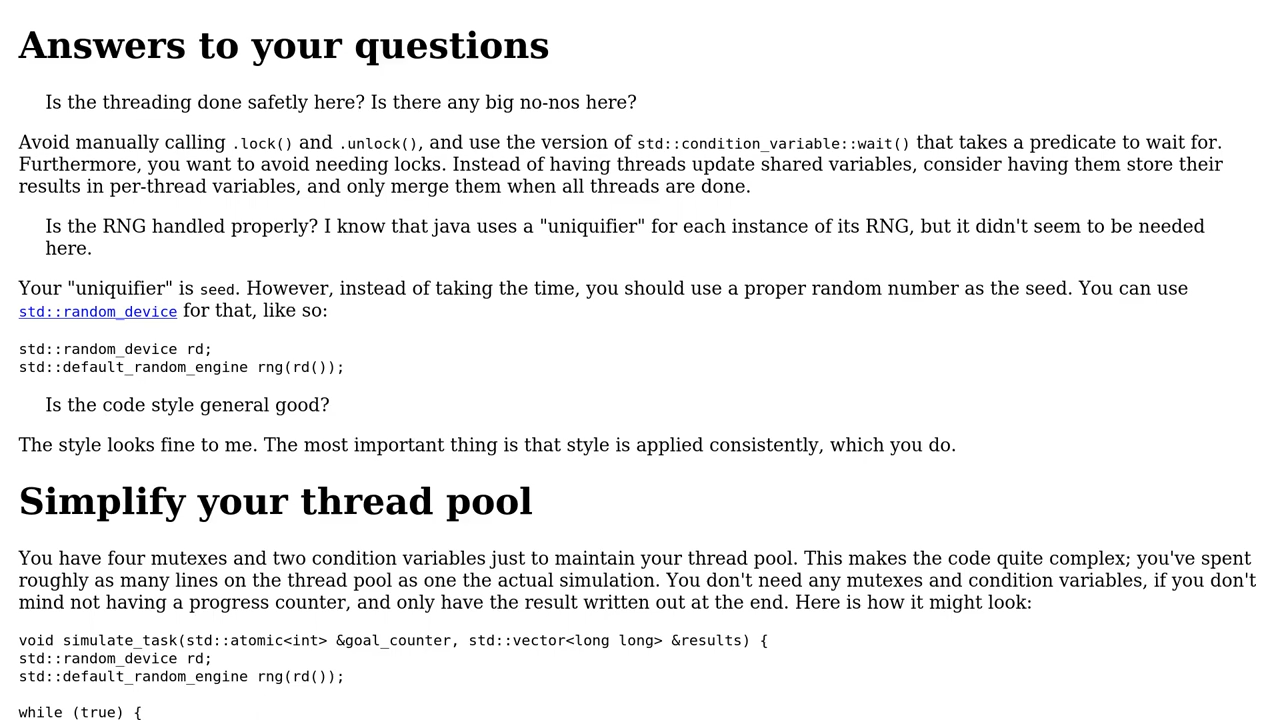 Answers to your questions
Is the threading done safetly here? Is there any big no-nos here?
Avoid manually calling .lock() and .unlock(), and use the version of std::condition_variable::wait() that takes a predicate to wait for.
Furthermore, you want to avoid needing locks. Instead of having threads update shared variables, consider having them store their
results in per-thread variables, and only merge them when all threads are done.
Is the RNG handled properly? I know that java uses a "uniquifier" for each instance of its RNG, but it didn't seem to be needed
here.
Your "uniquifier" is seed. However, instead of taking the time, you should use a proper random number as the seed. You can use
std::random_device for that, like so:
std::random_device rd;
std::default_random_engine rng(rd());
Is the code style general good?
The style looks fine to me. The most important thing is that style is applied consistently, which you do.
Simplify your thread pool
You have four mutexes and two condition variables just to maintain your thread pool. This makes the code quite complex; you've spent
roughly as many lines on the thread pool as one the actual simulation. You don't need any mutexes and condition variables, if you don't
mind not having a progress counter, and only have the result written out at the end. Here is how it might look:
void simulate_task(std::atomic<int> &goal_counter, std::vector<long long> &results) {
std::random_device rd;
std::default_random_engine rng(rd());
while (true) {